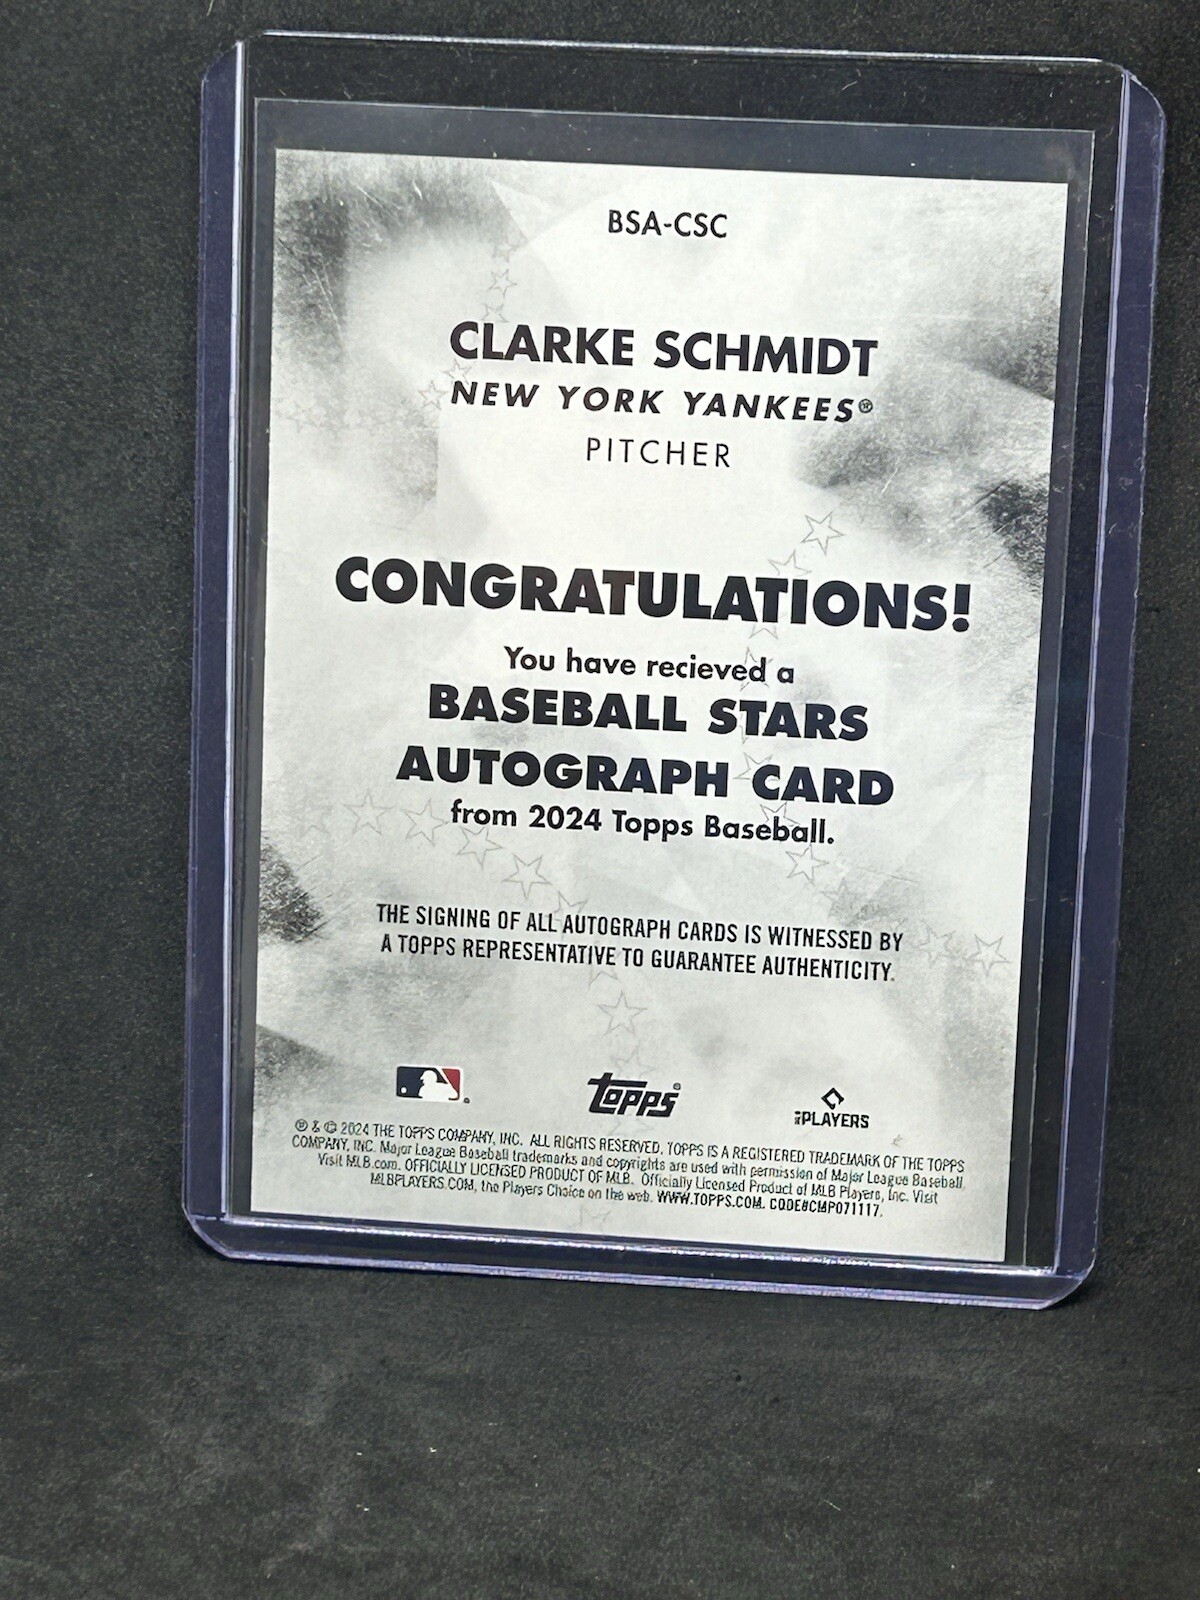 BSA-CSC
CLARKE SCHMIDT
NEW YORK YANKEES®
PITCHER
CONGRATULATIONS!
You have recieved a
BASEBALL STARS
AUTOGRAPH CARD
from 2024 Topps Baseball.
THE SIGNING OF ALL AUTOGRAPH CARDS IS WITNESSED BY
A TOPPS REPRESENTATIVE TO GUARANTEE AUTHENTICITY.
topps®
MLB PLAYERS
® & © 2024 THE TOPPS COMPANY, INC. ALL RIGHTS RESERVED. TOPPS IS A REGISTERED TRADEMARK OF THE TOPPS
COMPANY, INC. Major League Baseball trademarks and copyrights are used with permission of Major League Baseball.
Visit MLB.com. OFFICIALLY LICENSED PRODUCT OF MLB. Officially Licensed Product of MLB Players, Inc. Visit
MLBPLAYERS.COM, the Players Choice on the web. WWW.TOPPS.COM. CODE#CMP071117.